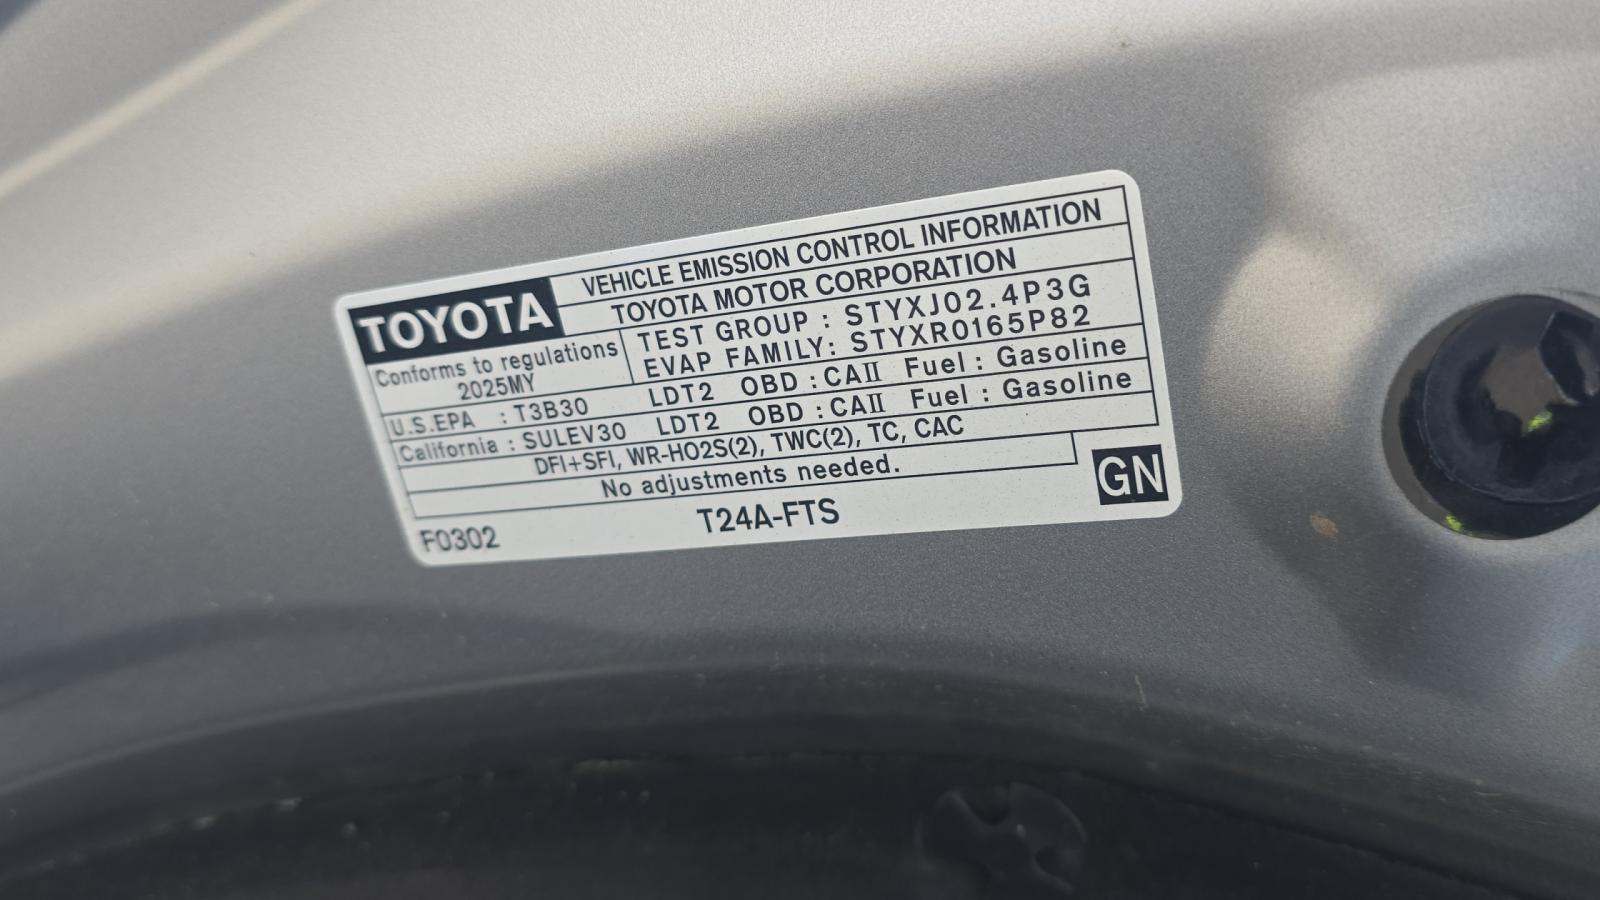 TOYOTA
VEHICLE EMISSION CONTROL INFORMATION
TOYOTA MOTOR CORPORATION
Conforms to regulations
2025MY
TEST GROUP : STYXJ02.4P3G
EVAP FAMILY: STYXR0165P82
U.S.EPA : T3B30 LDT2 OBD : CAII Fuel : Gasoline
California : SULEV30 LDT2 OBD : CAII Fuel : Gasoline
DFI+SFI, WR-HO2S(2), TWC(2), TC, CAC
No adjustments needed.
F0302 T24A-FTS GN